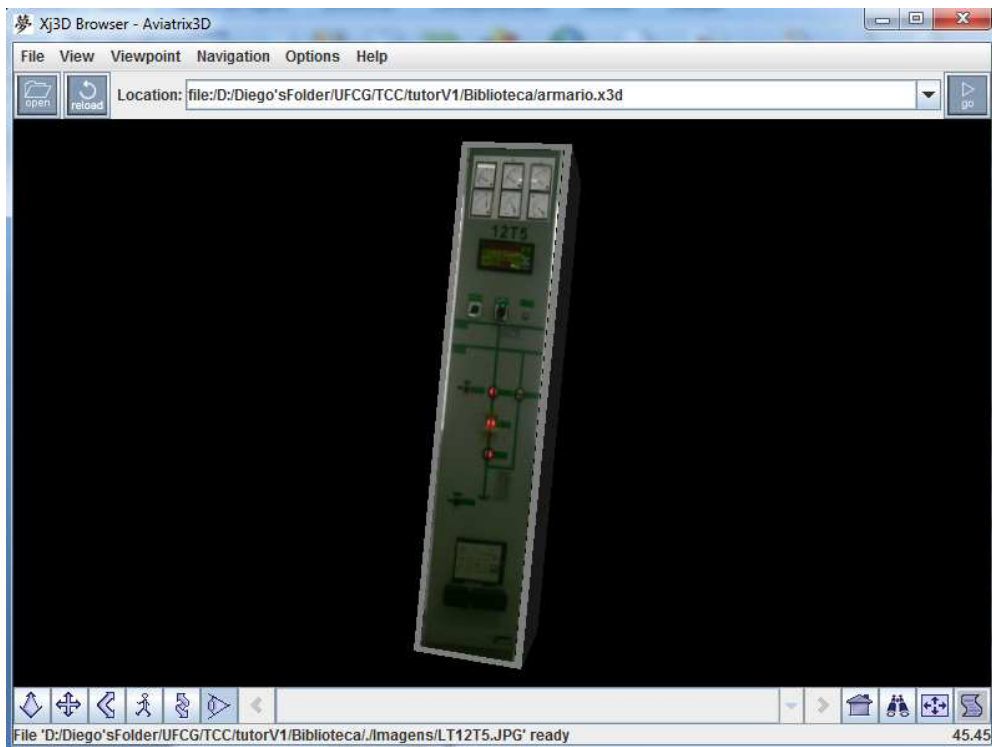 夢 Xj3D Browser - Aviatrix3D
File View Viewpoint Navigation Options Help
open reload Location: file:/D:/Diego'sFolder/UFCG/TCC/tutorV1/Biblioteca/armario.x3d go
12T5
File 'D:/Diego'sFolder/UFCG/TCC/tutorV1/Biblioteca/./Imagens/LT12T5.JPG' ready 45.45